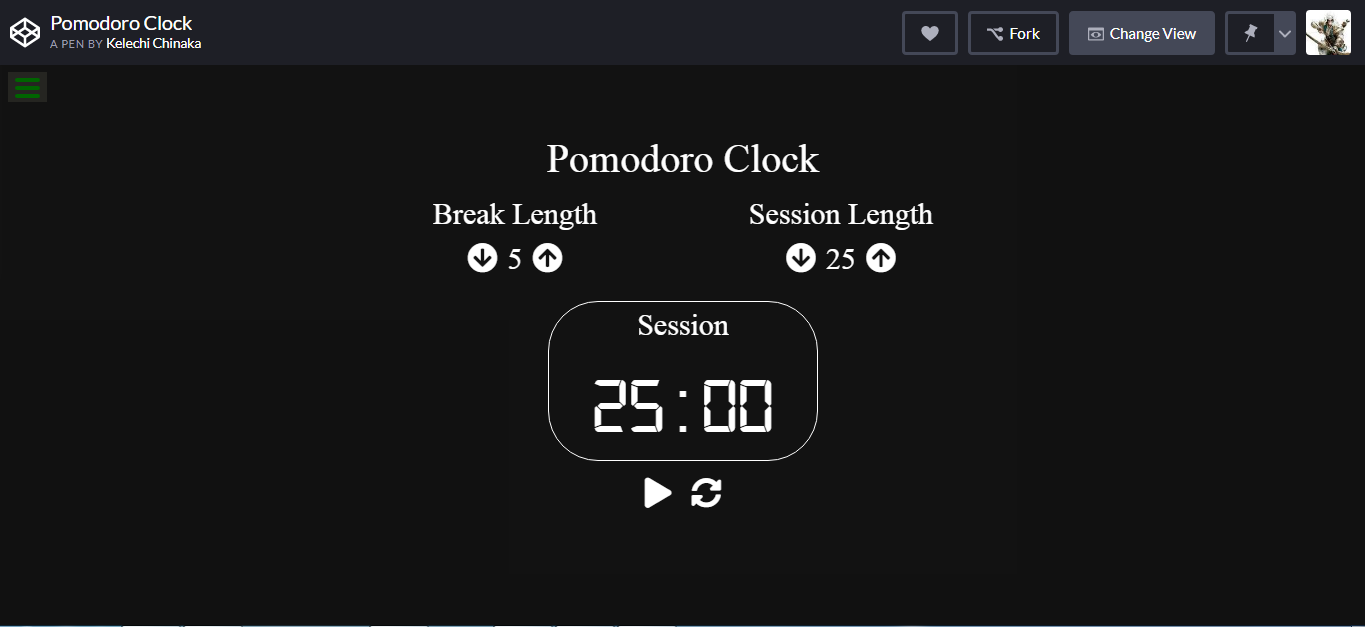 Pomodoro Clock
A PEN BY Kelechi Chinaka
Fork
Change View
Pomodoro Clock
Break Length
5
Session Length
25
Session
25:00